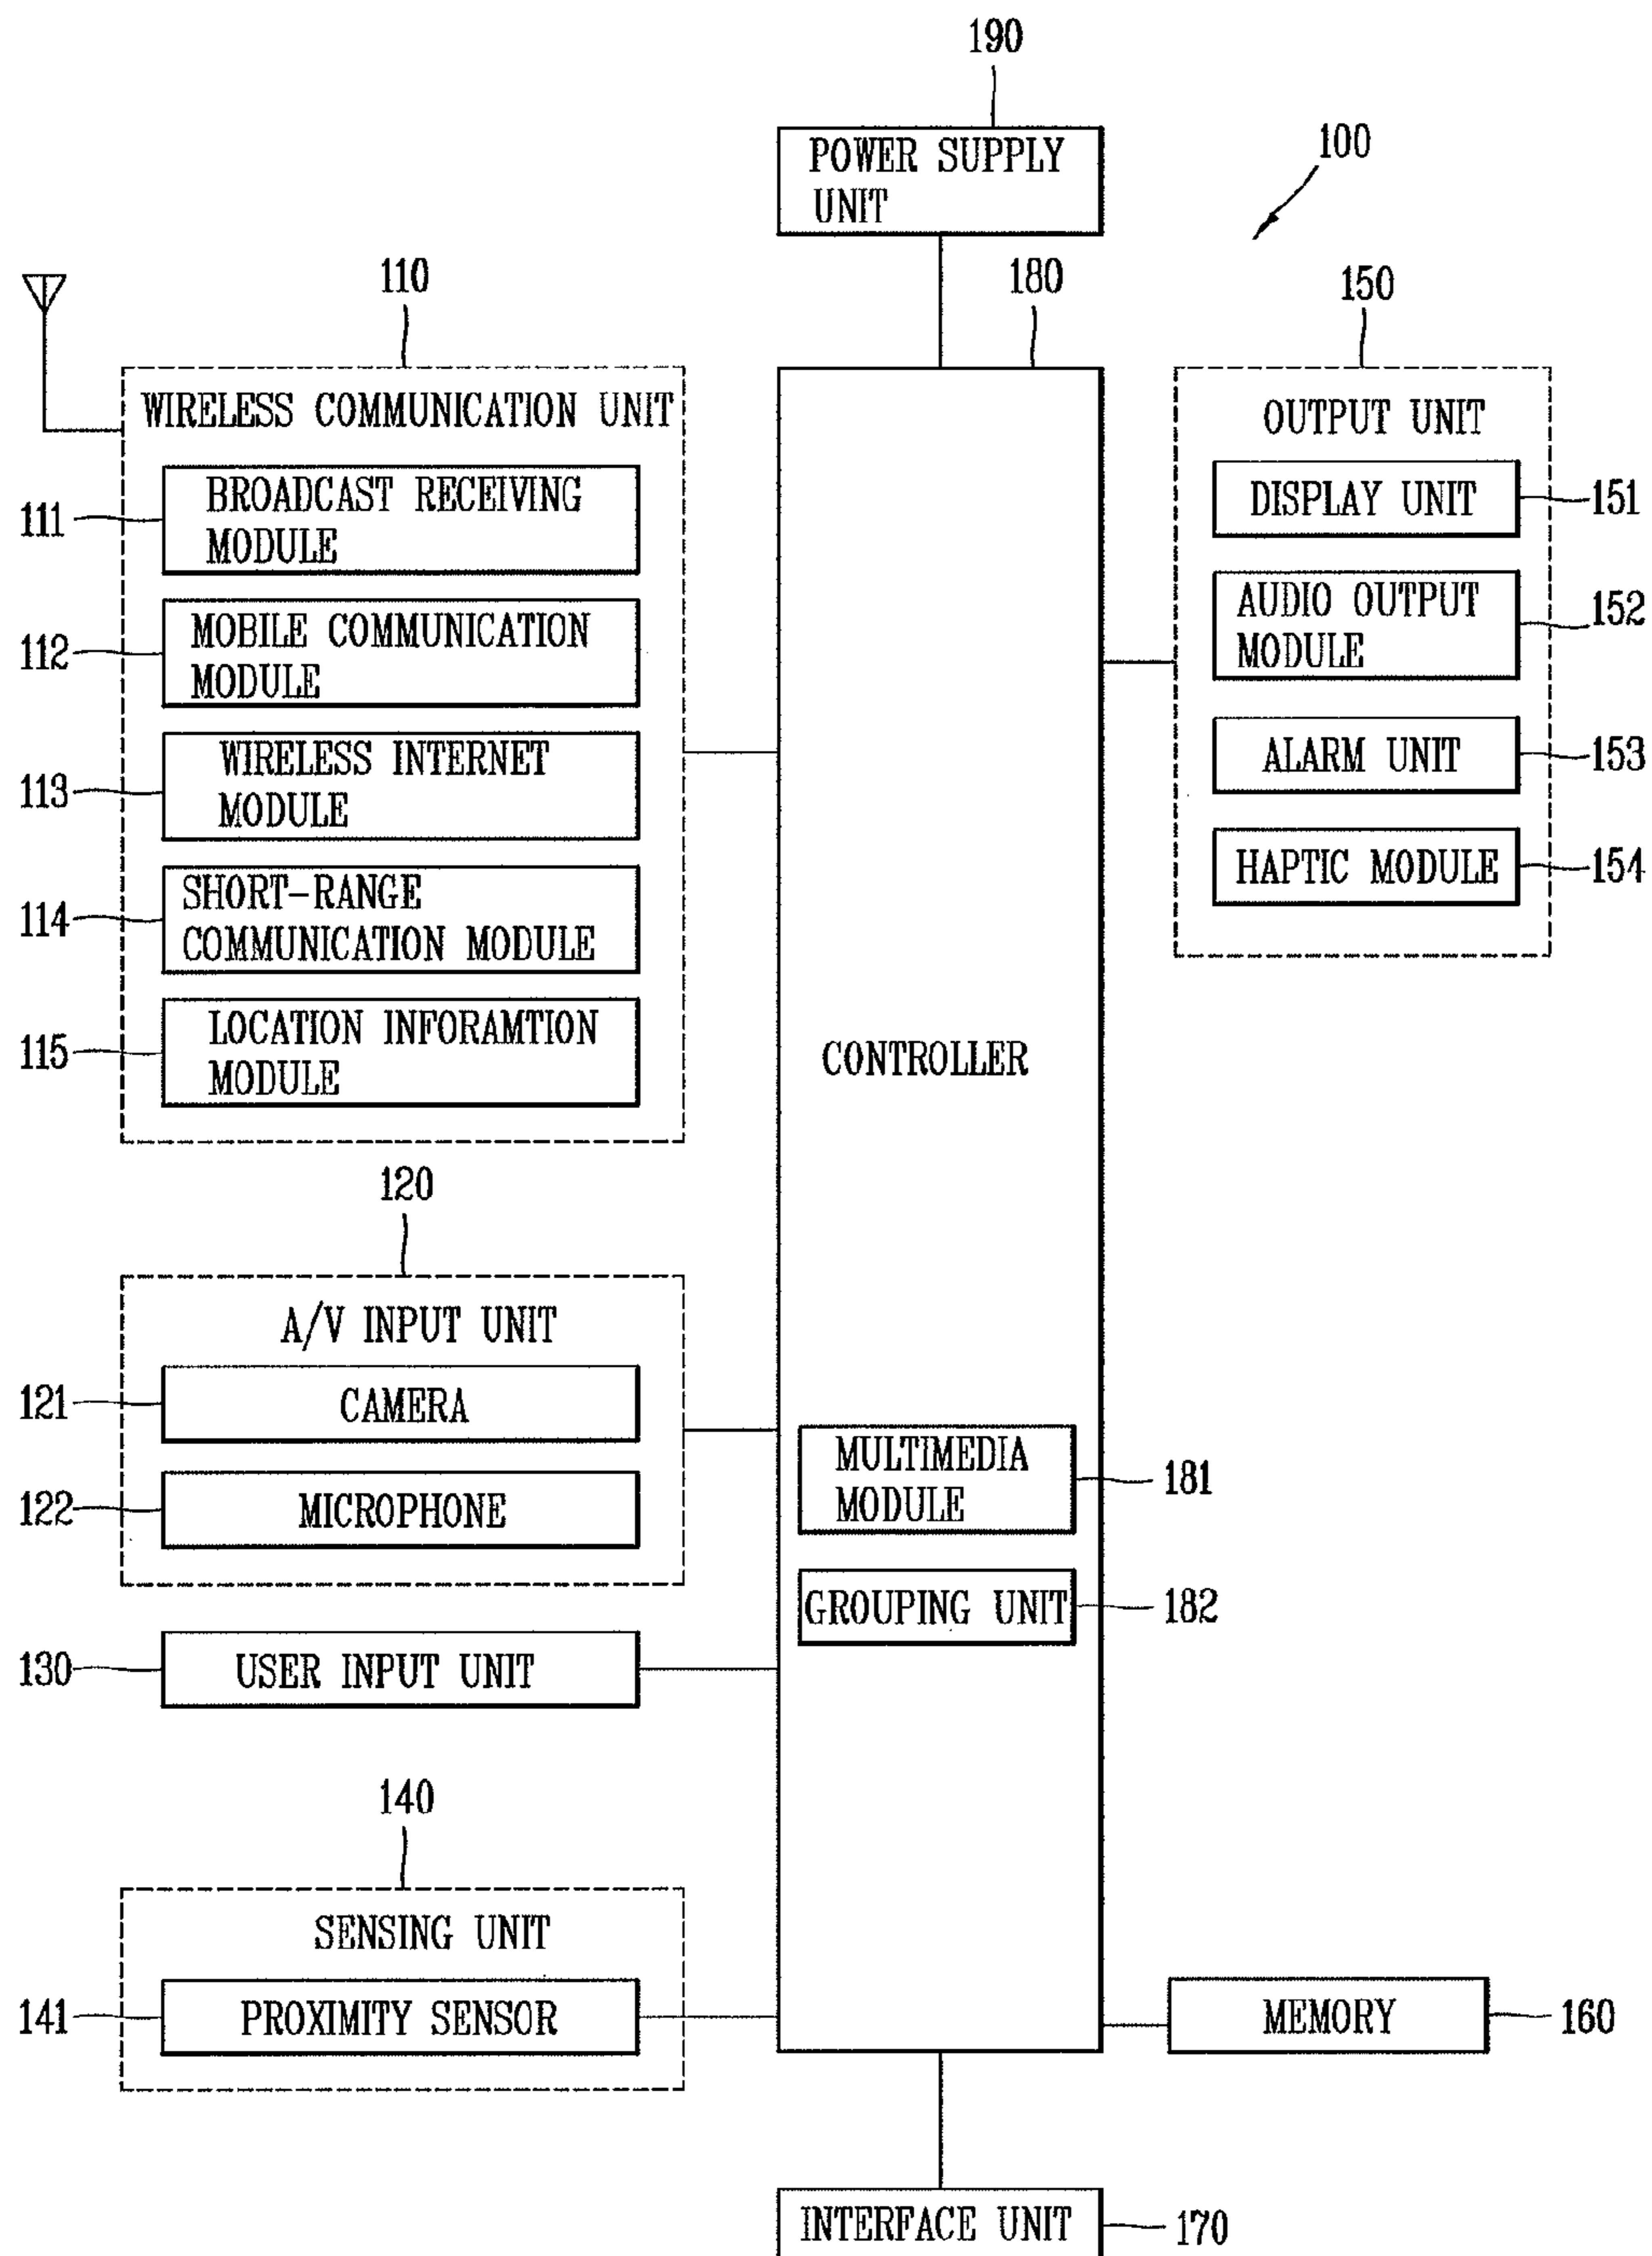 190
POWER SUPPLY
UNIT
100
110
180
150
WIRELESS COMMUNICATION UNIT
111
BROADCAST RECEIVING
MODULE
112
MOBILE COMMUNICATION
MODULE
113
WIRELESS INTERNET
MODULE
114
SHORT-RANGE
COMMUNICATION MODULE
115
LOCATION INFORAMTION
MODULE
OUTPUT UNIT
DISPLAY UNIT
151
AUDIO OUTPUT
MODULE
152
ALARM UNIT
153
HAPTIC MODULE
154
CONTROLLER
120
A/V INPUT UNIT
121
CAMERA
122
MICROPHONE
MULTIMEDIA
MODULE
181
GROUPING UNIT
182
130
USER INPUT UNIT
140
SENSING UNIT
141
PROXIMITY SENSOR
MEMORY
160
INTERFACE UNIT
170